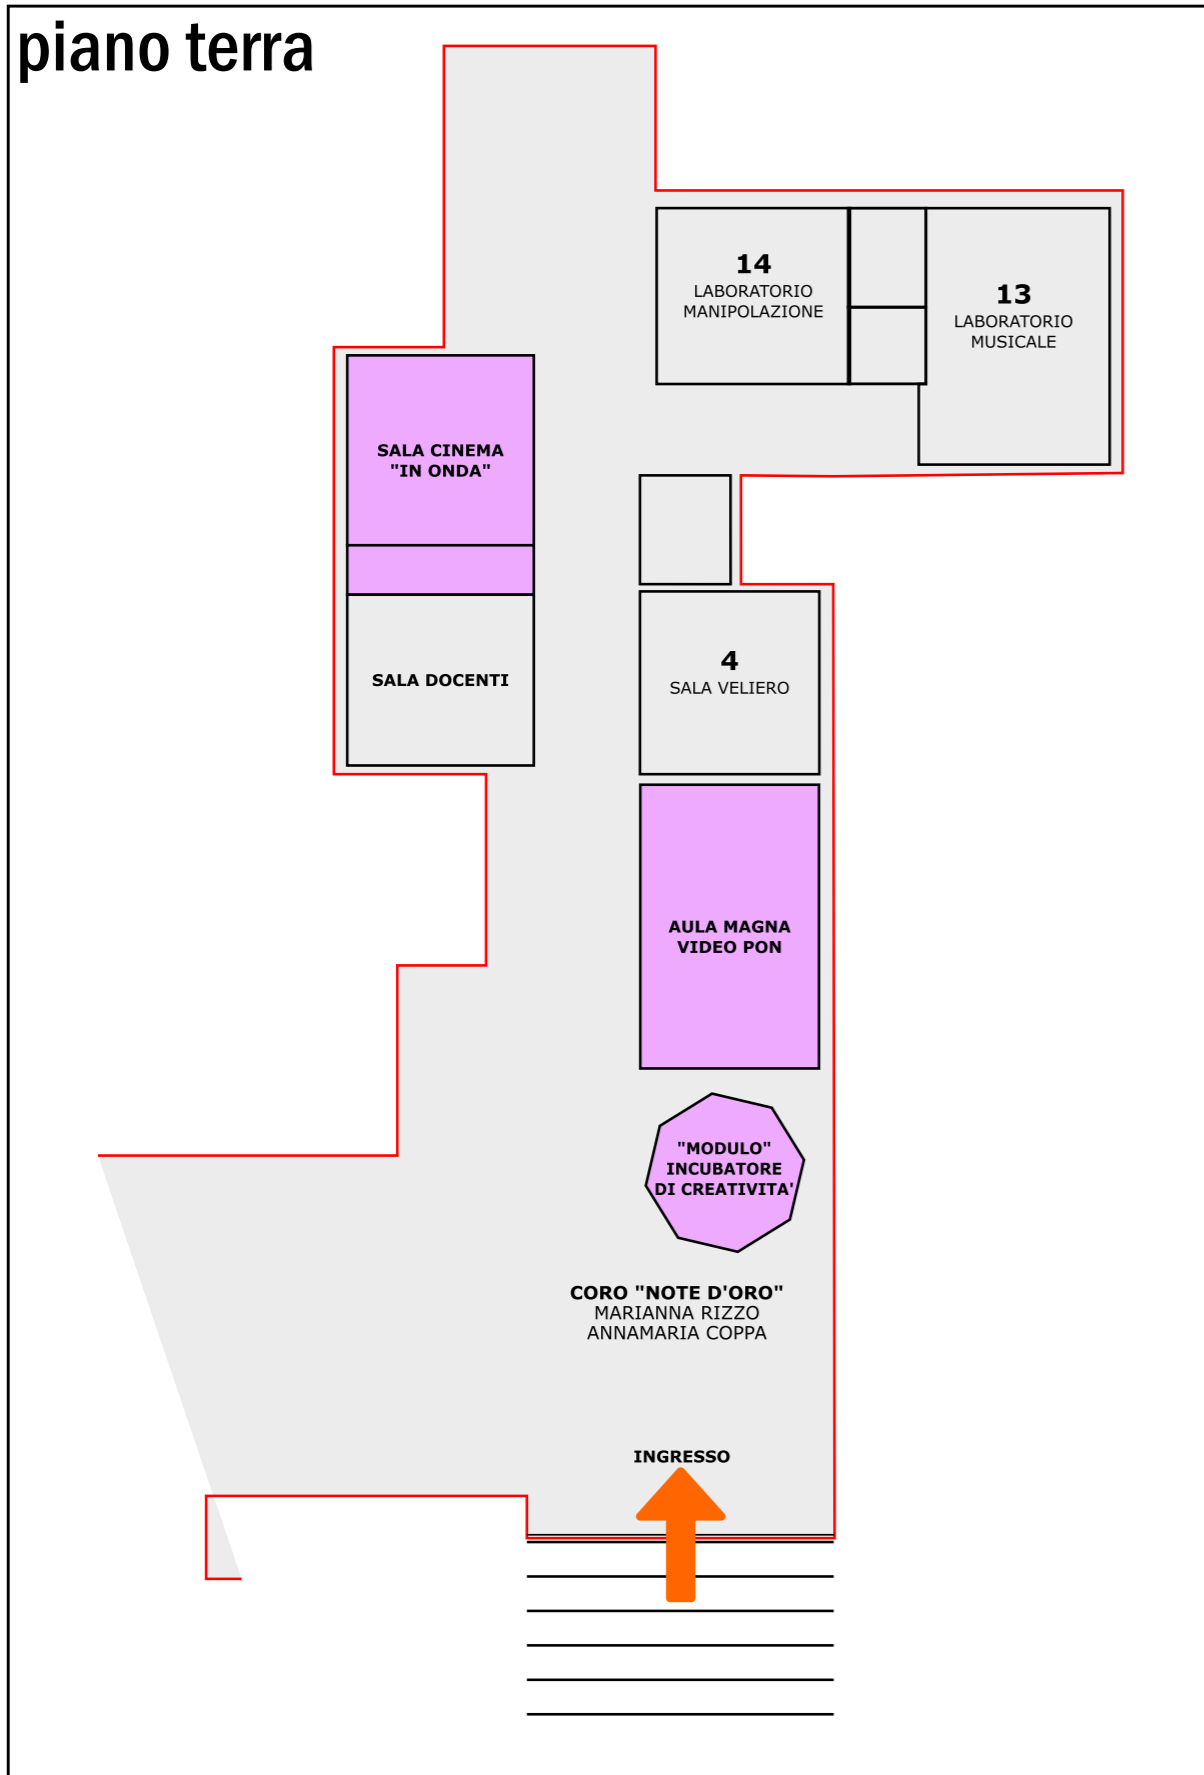 piano terra
14
LABORATORIO
MANIPOLAZIONE
13
LABORATORIO
MUSICALE
SALA CINEMA
"IN ONDA"
SALA DOCENTI
4
SALA VELIERO
AULA MAGNA
VIDEO PON
"MODULO"
INCUBATORE
DI CREATIVITA'
CORO "NOTE D'ORO"
MARIANNA RIZZO
ANNAMARIA COPPA
INGRESSO